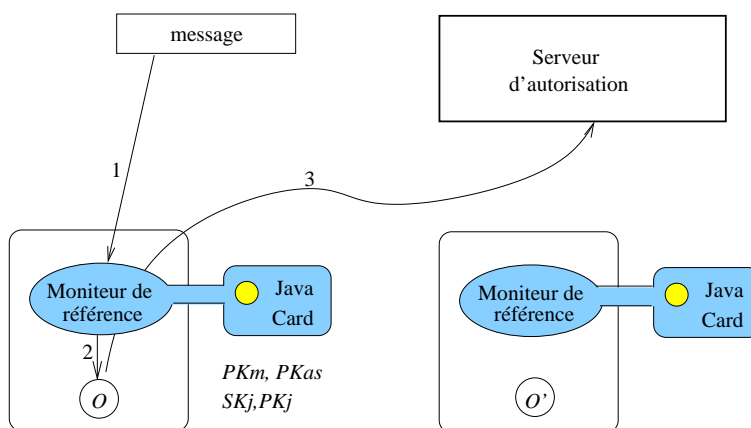 message
Serveur
d'autorisation
1
3
Moniteur de
référence
Java
Card
2
O
PKm, PKas
SKj,PKj
Moniteur de
référence
Java
Card
O'